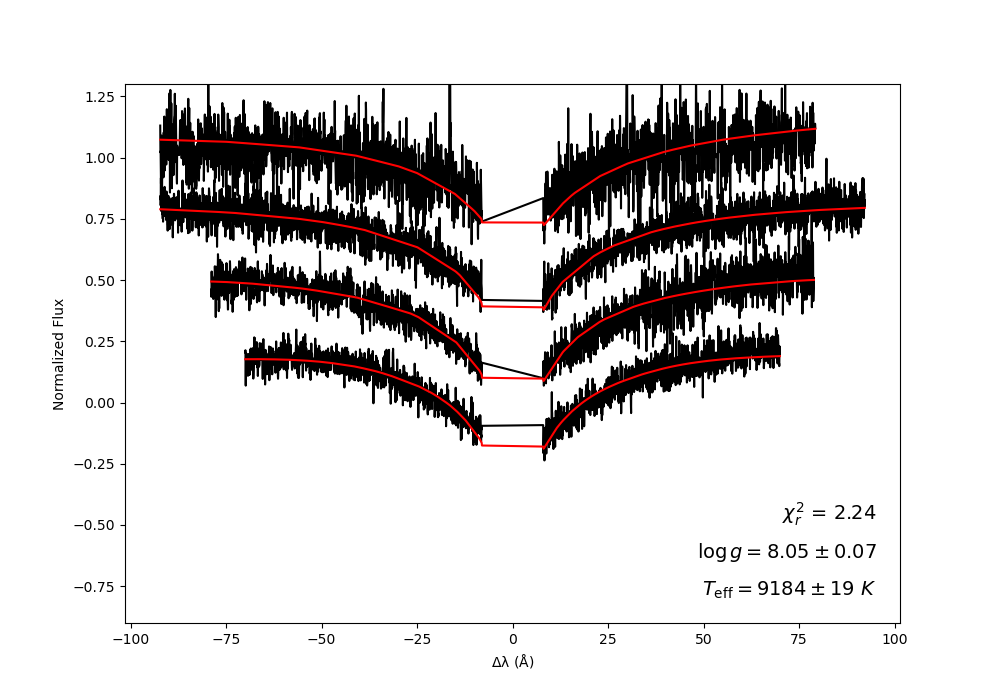 1.25
1.00
0.75
0.50
0.25
0.00
−0.25
−0.50
−0.75
Normalized Flux
χ²ᵣ = 2.24
log g = 8.05 ± 0.07
T_eff = 9184 ± 19 K
−100 −75 −50 −25 0 25 50 75 100
Δλ (Å)